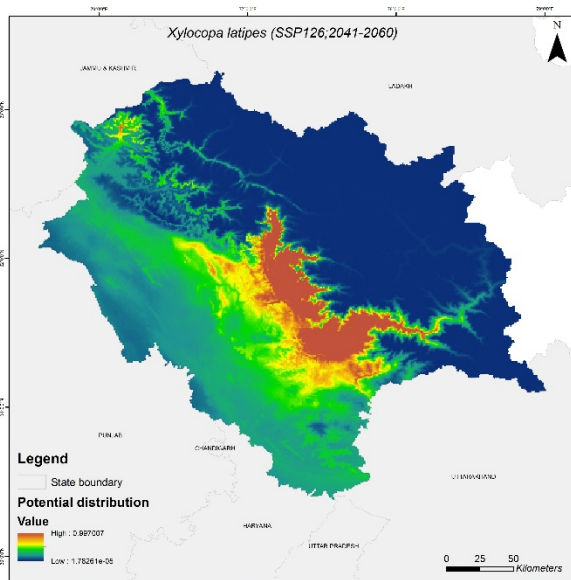 Xylocopa latipes (SSP126;2041-2060)
N
JAMMU & KASHMIR
LADAKH
PUNJAB
CHANDIGARH
UTTARAKHAND
HARYANA
UTTAR PRADESH
Legend
State boundary
Potential distribution
Value
High : 0.997007
Low : 1.78261e-05
0 25 50
Kilometers